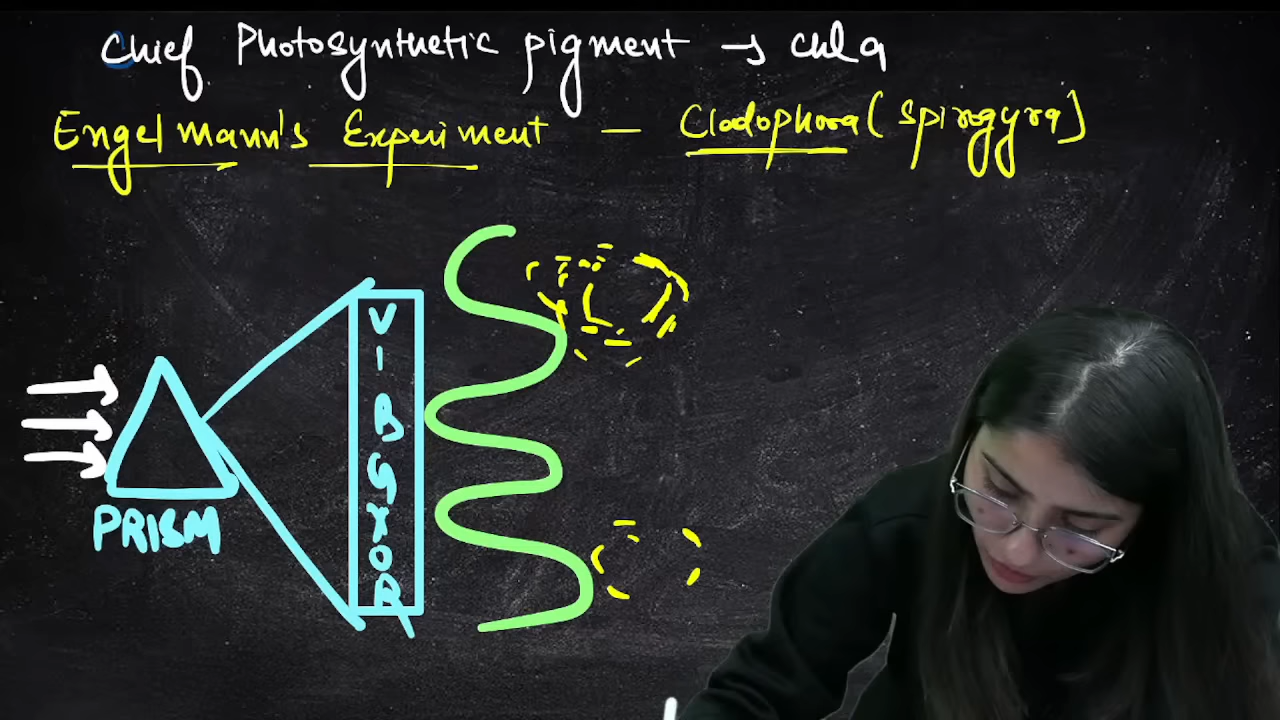 Chief Photosynthetic pigment → chl a
Engelmann's Experiment — Cladophora (spirogyra)
V
I
B
G
Y
O
R
PRISM